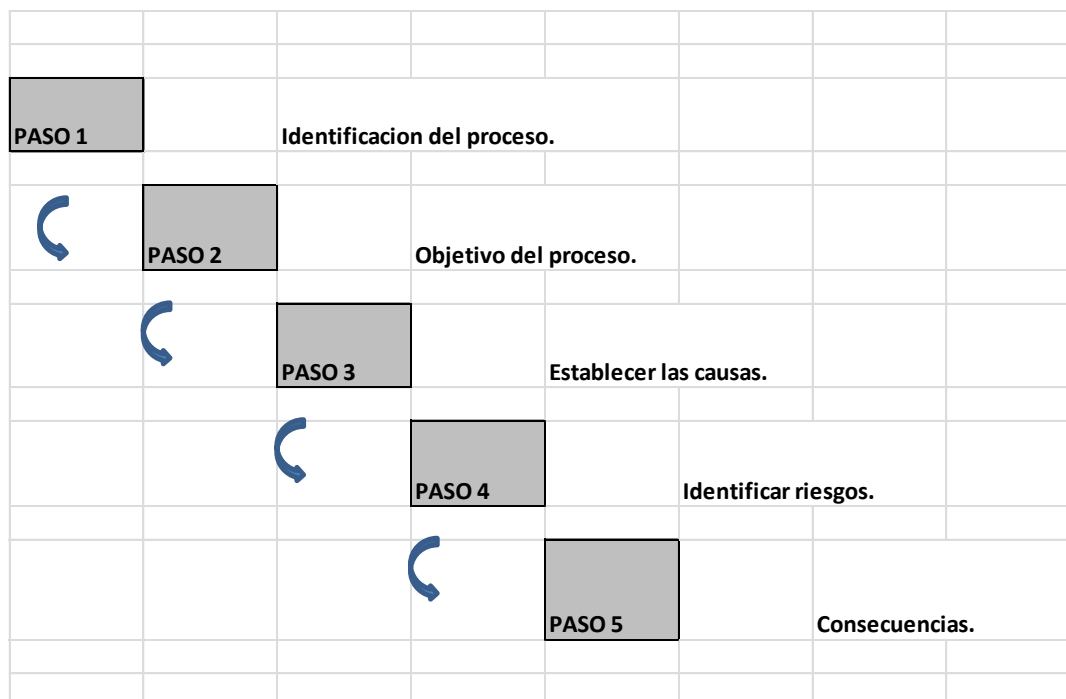 PASO 1 Identificacion del proceso.
PASO 2 Objetivo del proceso.
PASO 3 Establecer las causas.
PASO 4 Identificar riesgos.
PASO 5 Consecuencias.